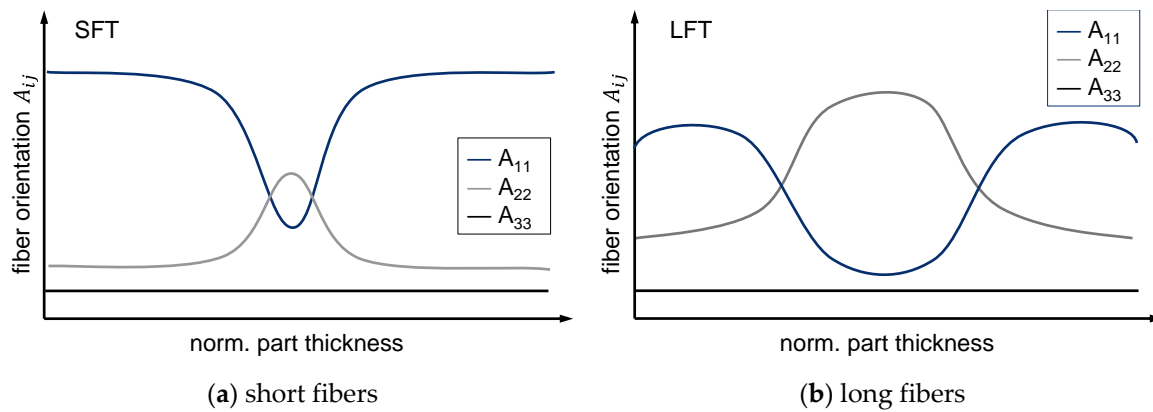 SFT
A₁₁
A₂₂
A₃₃
fiber orientation Aᵢⱼ
norm. part thickness
(a) short fibers
LFT
A₁₁
A₂₂
A₃₃
fiber orientation Aᵢⱼ
norm. part thickness
(b) long fibers